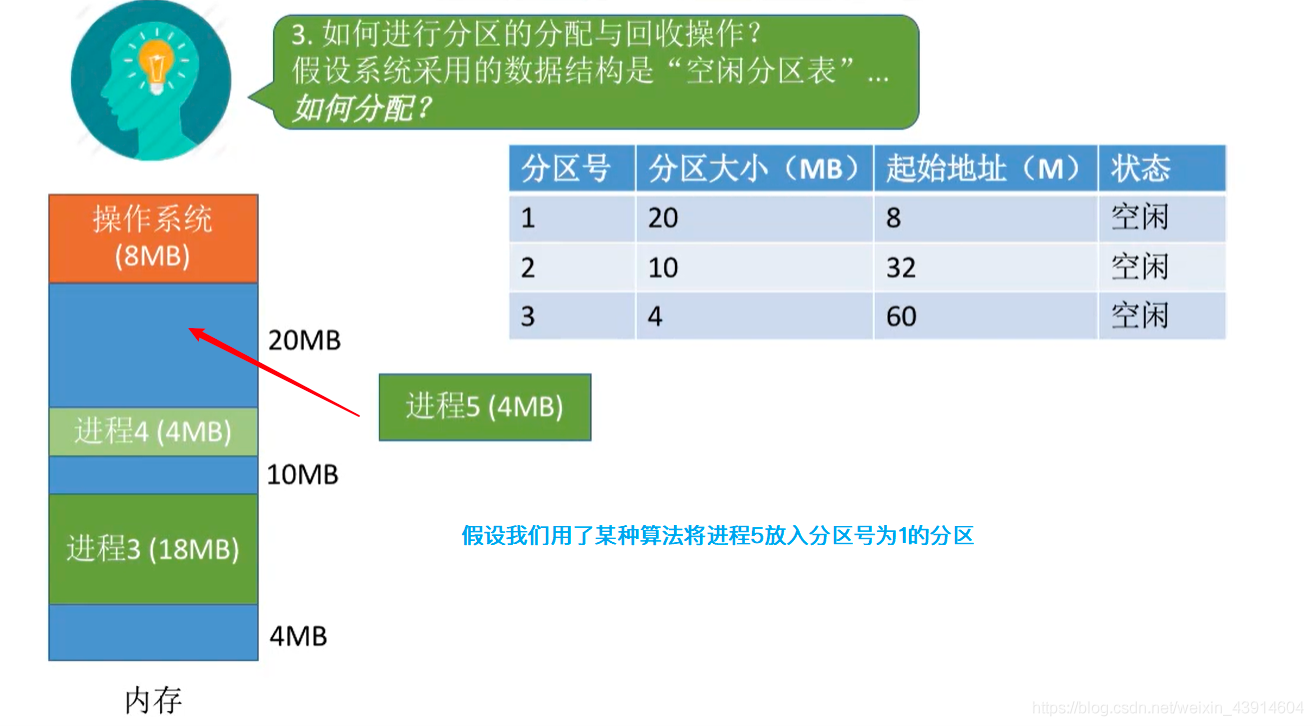 3. 如何进行分区的分配与回收操作？
假设系统采用的数据结构是“空闲分区表”...
如何分配？
分区号 分区大小（MB） 起始地址（M） 状态
1 20 8 空闲
2 10 32 空闲
3 4 60 空闲
操作系统
(8MB)
20MB
进程5 (4MB)
进程4 (4MB)
10MB
假设我们用了某种算法将进程5放入分区号为1的分区
进程3 (18MB)
4MB
内存
https://blog.csdn.net/weixin_43914604